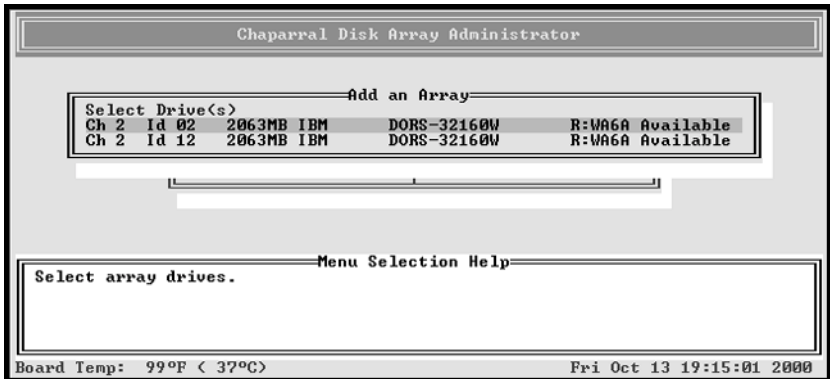 Chaparral Disk Array Administrator
Add an Array
Select Drive(s)
Ch 2 Id 02 2063MB IBM DORS-32160W R:WA6A Available
Ch 2 Id 12 2063MB IBM DORS-32160W R:WA6A Available
Menu Selection Help
Select array drives.
Board Temp: 99ºF ( 37ºC) Fri Oct 13 19:15:01 2000